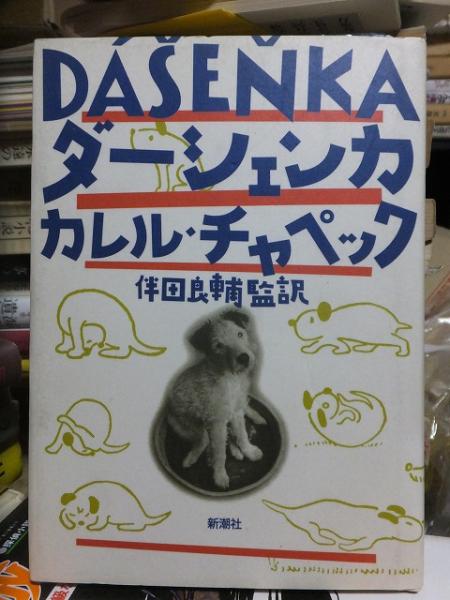 DÁŠEŇKA
ダーシェンカ
カレル・チャペック
伴田良輔監訳
新潮社